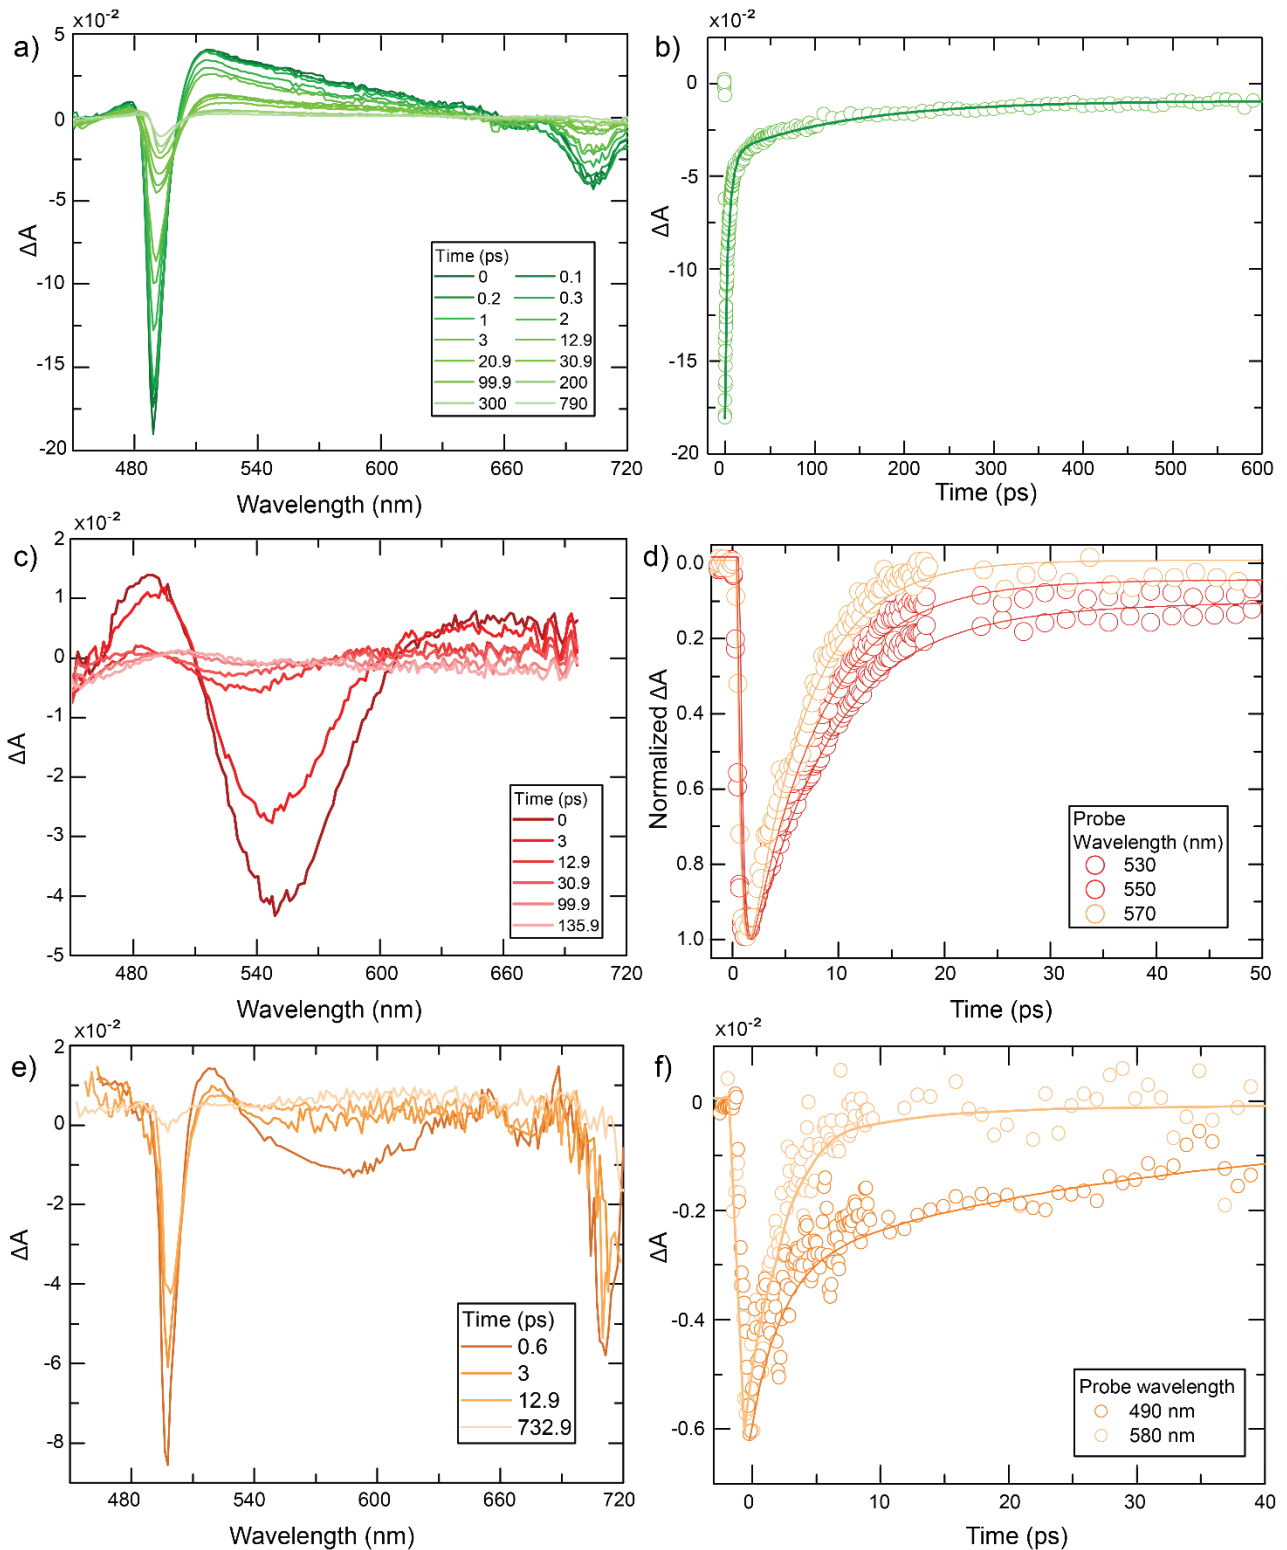 a)
x10⁻²
5
0
-5
-10
-15
-20
ΔA
480 540 600 660 720
Wavelength (nm)
Time (ps)
0 0.1
0.2 0.3
1 2
3 12.9
20.9 30.9
99.9 200
300 790
b)
x10⁻²
0
-5
-10
-15
-20
ΔA
0 100 200 300 400 500 600
Time (ps)
c)
x10⁻²
2
1
0
-1
-2
-3
-4
-5
ΔA
480 540 600 660 720
Wavelength (nm)
Time (ps)
0
3
12.9
30.9
99.9
135.9
d)
0.0
0.2
0.4
0.6
0.8
1.0
Normalized ΔA
0 10 20 30 40 50
Time (ps)
Probe
Wavelength (nm)
530
550
570
e)
x10⁻²
2
0
-2
-4
-6
-8
ΔA
480 540 600 660 720
Wavelength (nm)
Time (ps)
0.6
3
12.9
732.9
f)
x10⁻²
0
-0.2
-0.4
-0.6
ΔA
0 10 20 30 40
Time (ps)
Probe wavelength
490 nm
580 nm